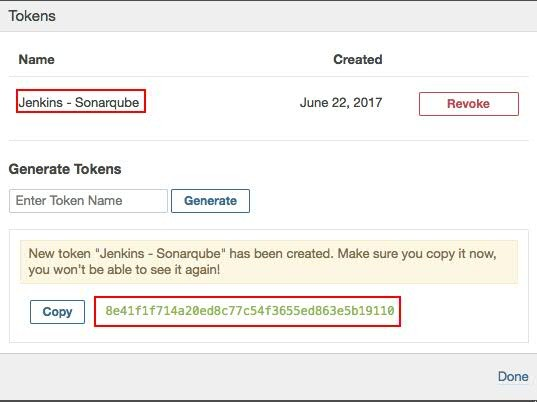 Tokens
Name Created
Jenkins - Sonarqube June 22, 2017 Revoke
Generate Tokens
Enter Token Name Generate
New token "Jenkins - Sonarqube" has been created. Make sure you copy it now,
you won't be able to see it again!
Copy 8e41f1f714a20ed8c77c54f3655ed863e5b19110
Done